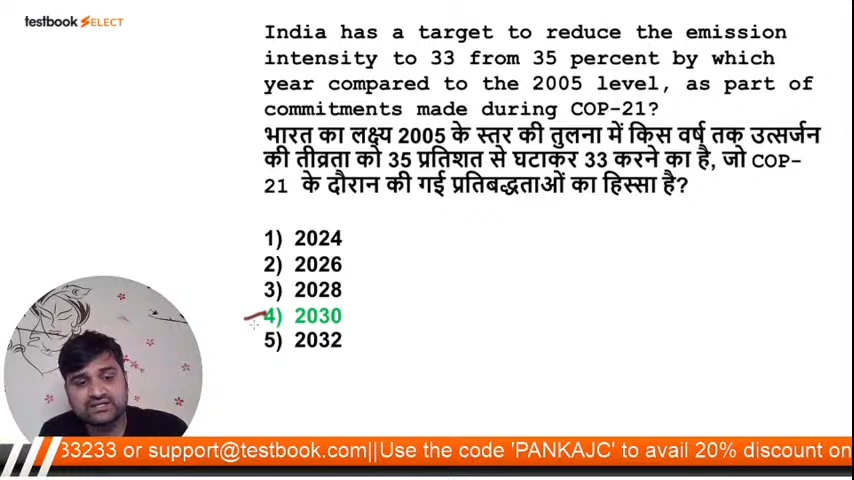 testbook SELECT
India has a target to reduce the emission
intensity to 33 from 35 percent by which
year compared to the 2005 level, as part of
commitments made during COP-21?
भारत का लक्ष्य 2005 के स्तर की तुलना में किस वर्ष तक उत्सर्जन
की तीव्रता को 35 प्रतिशत से घटाकर 33 करने का है, जो COP-
21 के दौरान की गई प्रतिबद्धताओं का हिस्सा है?
1) 2024
2) 2026
3) 2028
4) 2030
5) 2032
33233 or support@testbook.com||Use the code 'PANKAJC' to avail 20% discount on